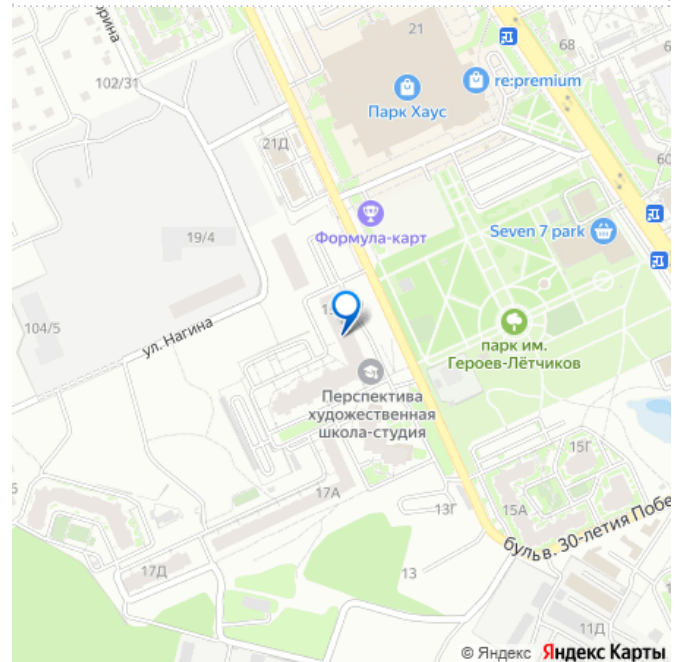 21
68
re:premium
Парк Хаус
102/31
21Д
60
Формула-карт
Seven 7 park
19/4
104/5
ул. Нагина
парк им.
Героев-Лётчиков
Перспектива
художественная
школа-студия
15Г
17А
13Г
15А
бульв. 30-летия Побе
13
17Д
11Д
© Яндекс Яндекс Карты